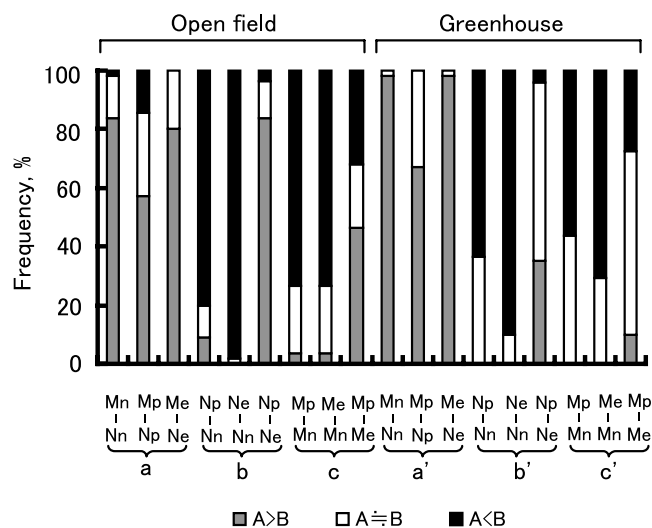 Open field Greenhouse
100
80
60
40
20
0
Frequency, %
Mn Mp Me Np Ne Np Mp Me Mp Mn Mp Me Np Ne Np Mp Me Mp
Nn Np Ne Nn Nn Ne Mn Mn Me Nn Np Ne Nn Nn Ne Mn Mn Me
a b c a' b' c'
A>B A≒B A<B